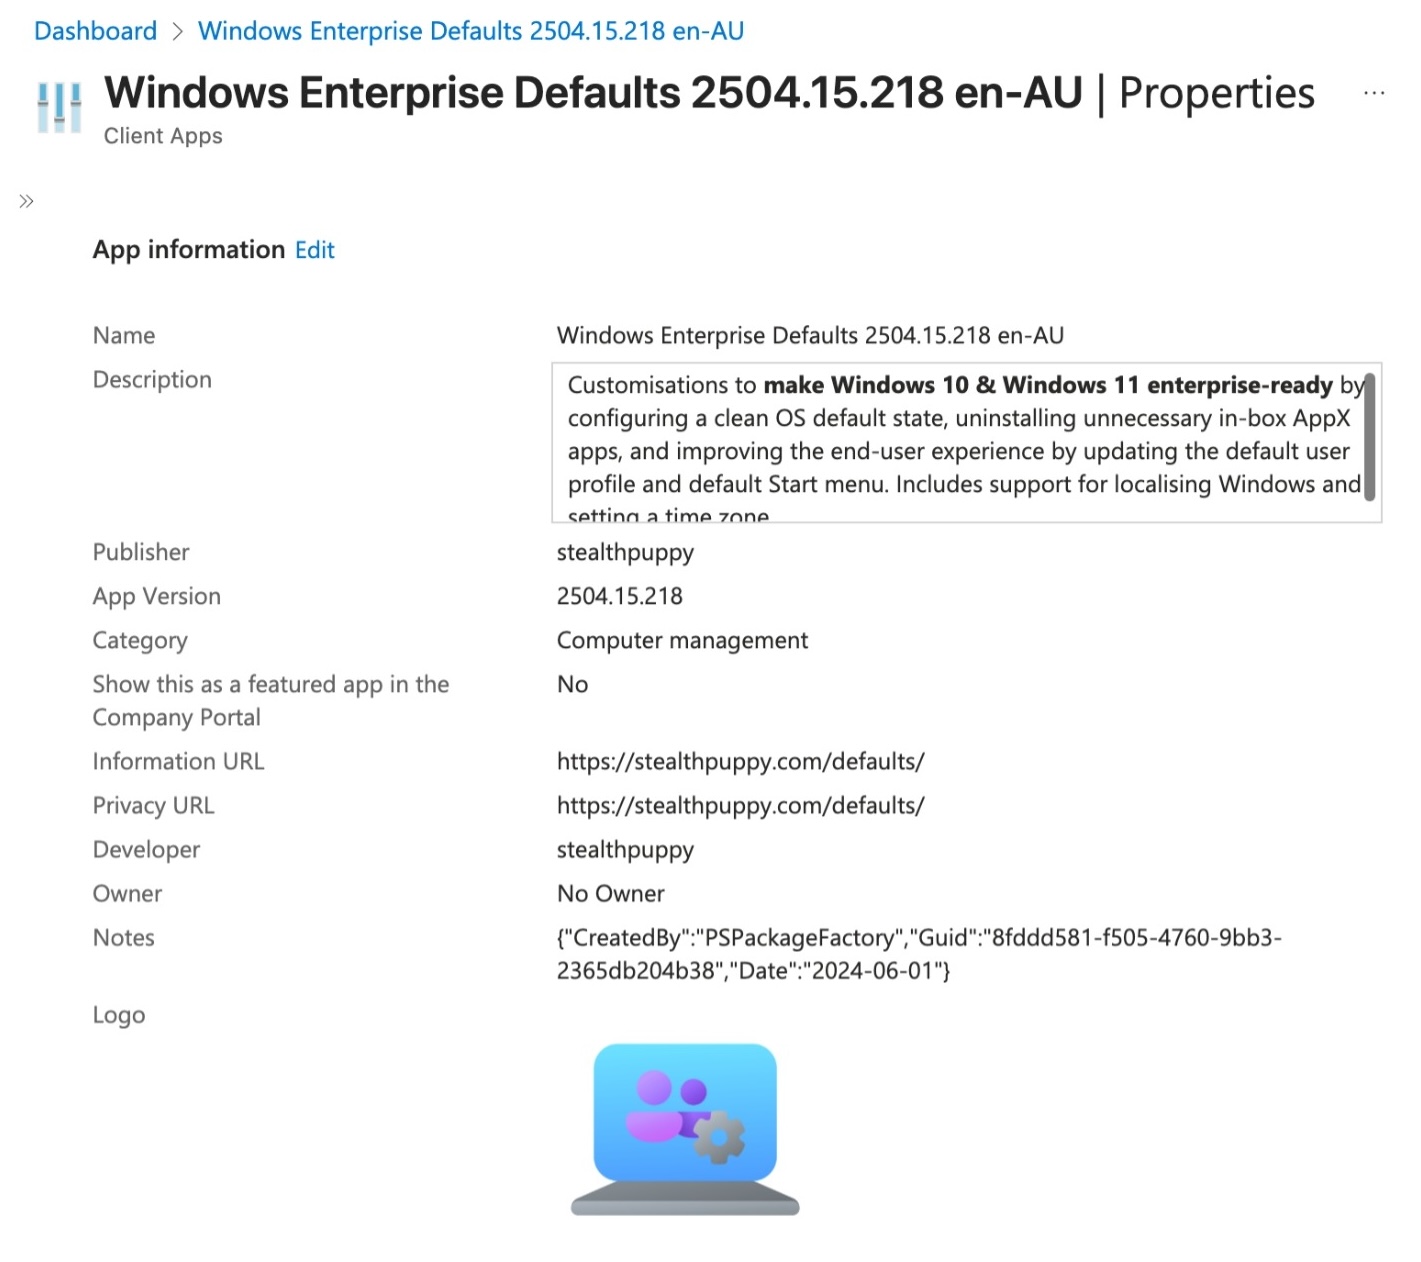 Dashboard > Windows Enterprise Defaults 2504.15.218 en-AU
Windows Enterprise Defaults 2504.15.218 en-AU | Properties ...
Client Apps
»
App information Edit
Name Windows Enterprise Defaults 2504.15.218 en-AU
Description Customisations to make Windows 10 & Windows 11 enterprise-ready by
configuring a clean OS default state, uninstalling unnecessary in-box AppX
apps, and improving the end-user experience by updating the default user
profile and default Start menu. Includes support for localising Windows and
setting a time zone
Publisher stealthpuppy
App Version 2504.15.218
Category Computer management
Show this as a featured app in the No
Company Portal
Information URL https://stealthpuppy.com/defaults/
Privacy URL https://stealthpuppy.com/defaults/
Developer stealthpuppy
Owner No Owner
Notes {"CreatedBy":"PSPackageFactory","Guid":"8fddd581-f505-4760-9bb3-
2365db204b38","Date":"2024-06-01"}
Logo